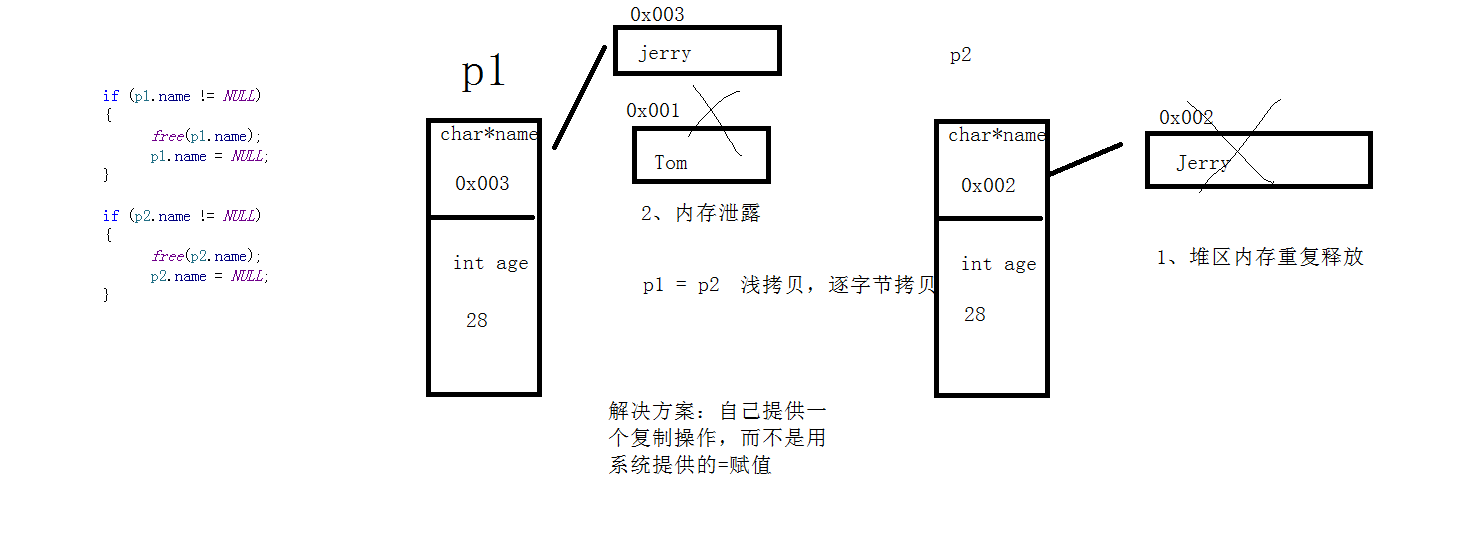 if (p1.name != NULL)
{
free(p1.name);
p1.name = NULL;
}
if (p2.name != NULL)
{
free(p2.name);
p2.name = NULL;
}
p1
char*name
0x003
int age
28
0x003
jerry
0x001
Tom
2、内存泄露
p1 = p2 浅拷贝，逐字节拷贝
解决方案：自己提供一
个复制操作，而不是用
系统提供的=赋值
p2
char*name
0x002
int age
28
0x002
Jerry
1、堆区内存重复释放